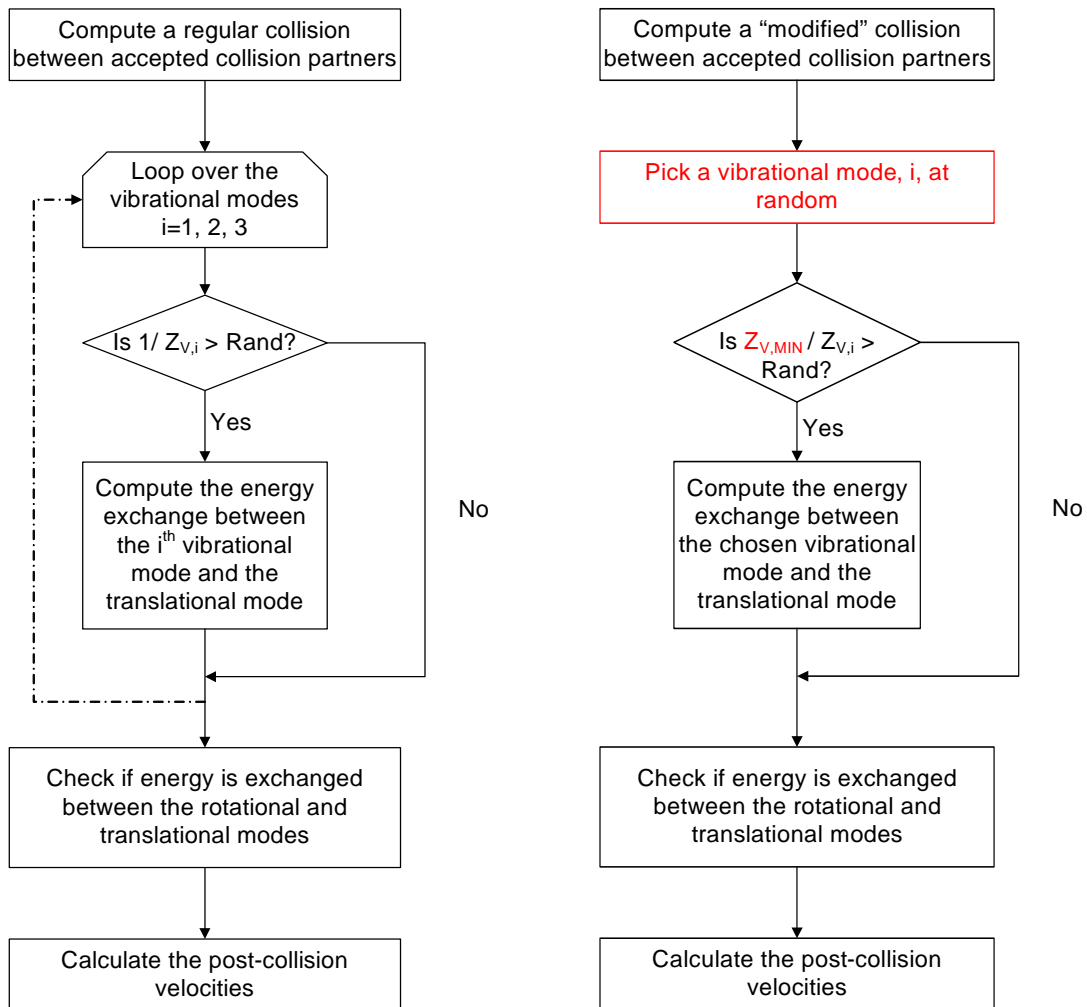 Compute a regular collision
between accepted collision partners
Loop over the
vibrational modes
i=1, 2, 3
Is 1/ Z_{V,i} > Rand?
Yes
No
Compute the energy
exchange between
the i^{th} vibrational
mode and the
translational mode
Check if energy is exchanged
between the rotational and
translational modes
Calculate the post-collision
velocities
Compute a “modified” collision
between accepted collision partners
Pick a vibrational mode, i, at
random
Is Z_{V,MIN} / Z_{V,i} >
Rand?
Yes
No
Compute the energy
exchange between
the chosen vibrational
mode and the
translational mode
Check if energy is exchanged
between the rotational and
translational modes
Calculate the post-collision
velocities